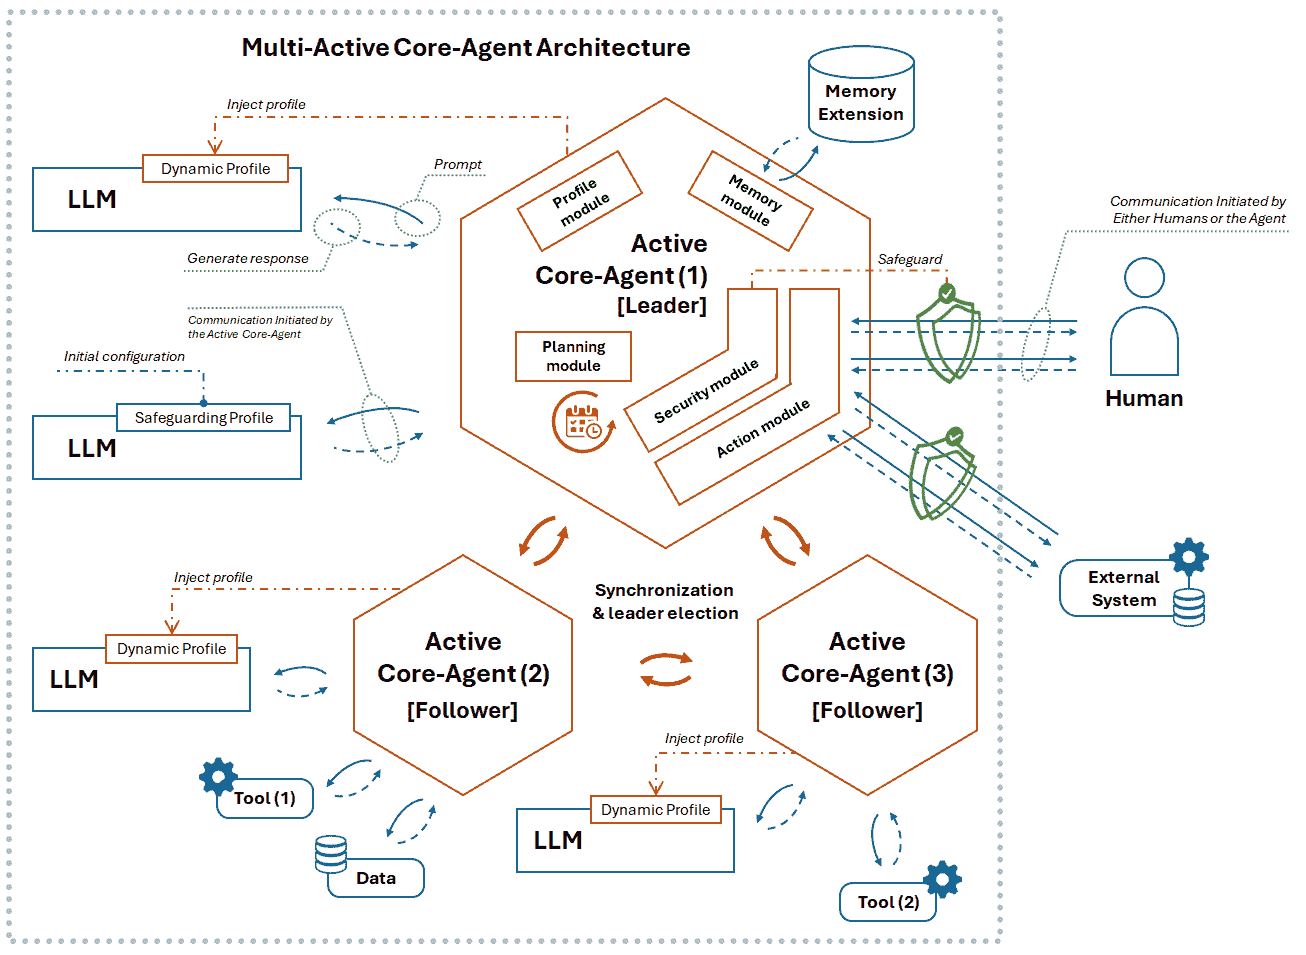 Multi-Active Core-Agent Architecture
Memory
Extension
Inject profile
Dynamic Profile
LLM
Prompt
Generate response
Profile
module
Memory
module
Active
Core-Agent (1)
[Leader]
Safeguard
Communication Initiated by
Either Humans or the Agent
Human
Communication Initiated by
the Active Core-Agent
Initial configuration
Safeguarding Profile
LLM
Planning
module
Security module
Action module
External
System
Synchronization
& leader election
Inject profile
Dynamic Profile
LLM
Active
Core-Agent (2)
[Follower]
Active
Core-Agent (3)
[Follower]
Tool (1)
Data
Inject profile
Dynamic Profile
LLM
Tool (2)